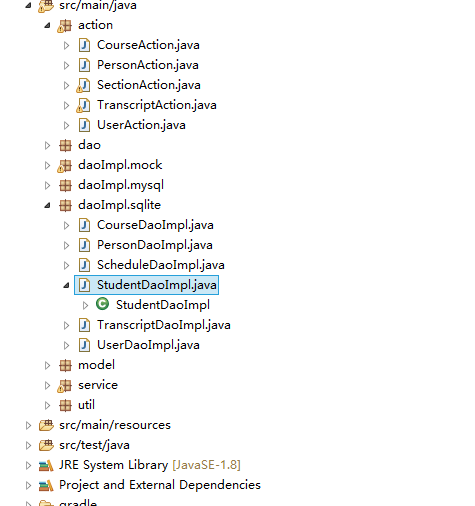 src/main/java
action
CourseAction.java
PersonAction.java
SectionAction.java
TranscriptAction.java
UserAction.java
dao
daoImpl.mock
daoImpl.mysql
daoImpl.sqlite
CourseDaoImpl.java
PersonDaoImpl.java
ScheduleDaoImpl.java
StudentDaoImpl.java
StudentDaoImpl
TranscriptDaoImpl.java
UserDaoImpl.java
model
service
util
src/main/resources
src/test/java
JRE System Library [JavaSE-1.8]
Project and External Dependencies
gradle